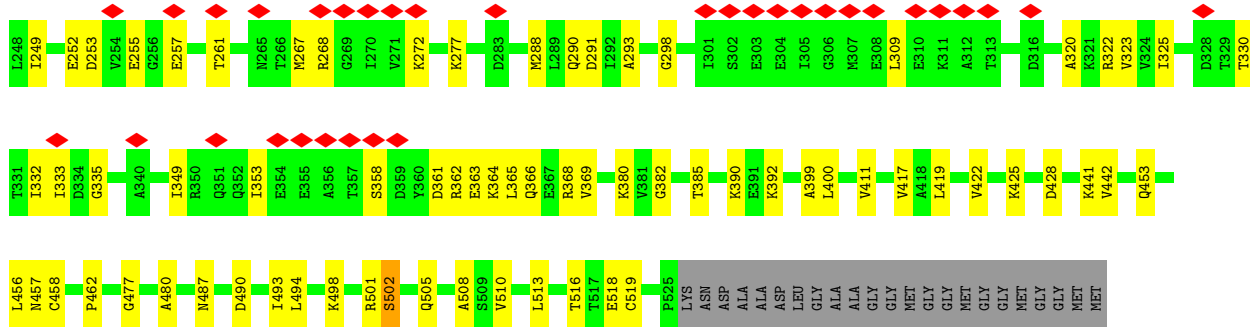 L248 I249 E252 D253 V254 E255 G256 E257 T261 N265 T266 M267 R268 G269 I270 V271 K272 K277 D283 M288 L289 Q290 D291 I292 A293 G298 I301 S302 E303 E304 I305 G306 M307 E308 L309 E310 K311 A312 T313 D316 A320 K321 R322 V323 V324 I325 D328 T329 T330
T331 I332 I333 D334 G335 A340 I349 R350 Q351 Q352 I353 E354 E355 A356 T357 S358 D359 Y360 D361 R362 E363 K364 L365 Q366 E367 R368 V369 K380 V381 G382 T385 K390 E391 K392 A399 L400 V411 V417 A418 L419 V422 K425 D428 K441 V442 Q453
L456 N457 C458 P462 G477 A480 N487 D490 I493 L494 K498 R501 S502 Q505 A508 S509 V510 L513 T516 T517 E518 C519 P525 LYS ASN ASP ALA ALA ASP LEU GLY ALA ALA GLY GLY MET GLY GLY GLY MET GLY GLY MET GLY GLY MET MET